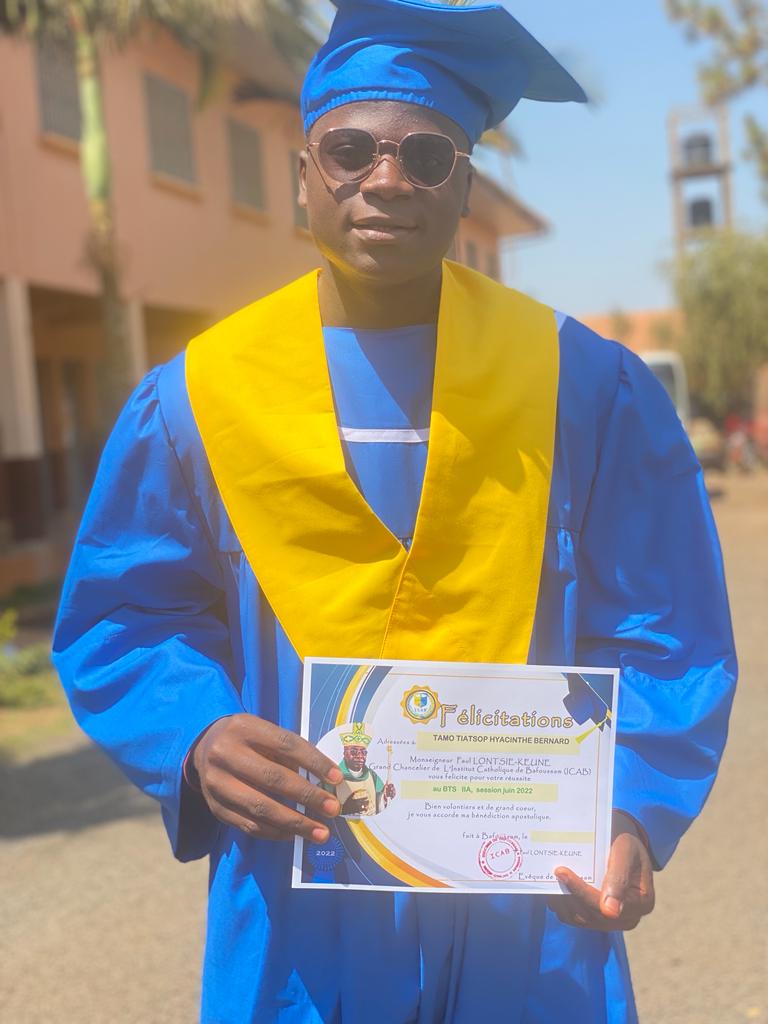 Félicitations
Adressées à TAMO TIATSOP HYACINTHE BERNARD
Monseigneur Paul LONTSIE-KEUNE
Grand Chancelier de L'Institut Catholique de Bafoussam (ICAB)
vous felicite pour votre réussite
au BTS IIA, session juin 2022
Bien volontiers et de grand coeur,
je vous accorde ma bénédiction apostolique.
fait à Bafoussam, le
Paul LONTSIE-KEUNE
ICAB
Evêque de
2022